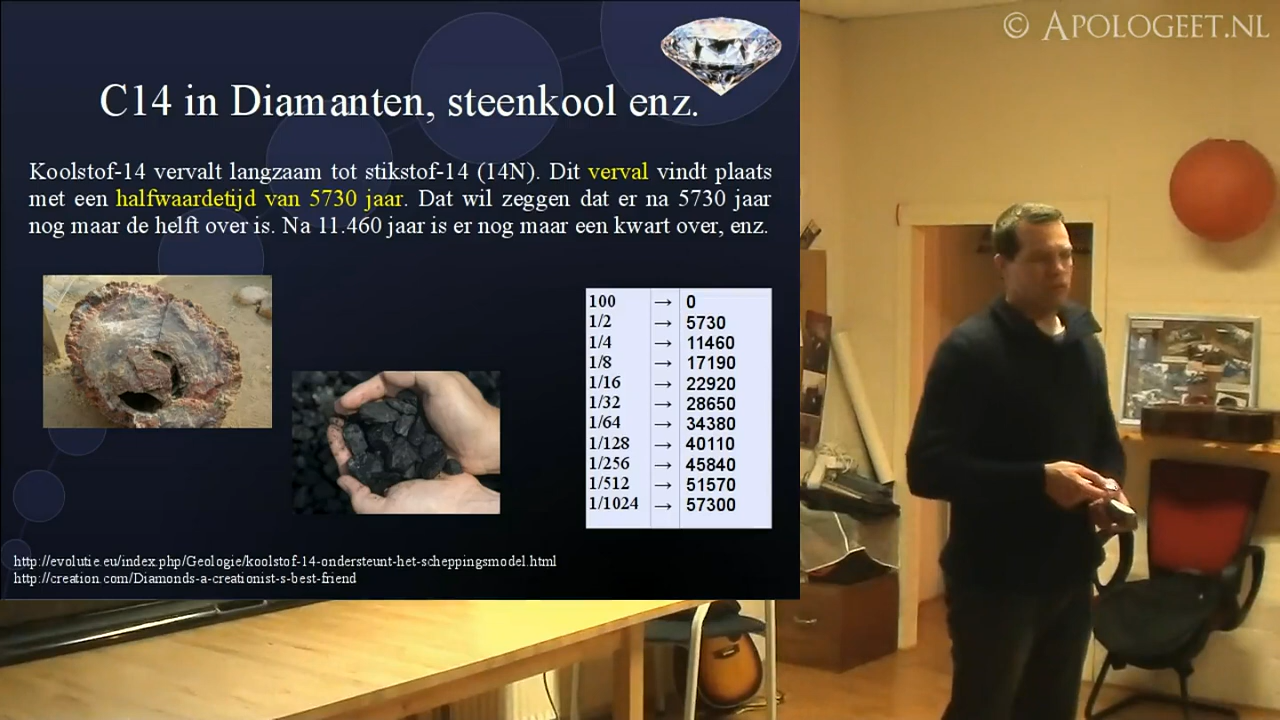 © Apologeet.nl
C14 in Diamanten, steenkool enz.
Koolstof-14 vervalt langzaam tot stikstof-14 (14N). Dit verval vindt plaats
met een halfwaardetijd van 5730 jaar. Dat wil zeggen dat er na 5730 jaar
nog maar de helft over is. Na 11.460 jaar is er nog maar een kwart over, enz.
100 → 0
1/2 → 5730
1/4 → 11460
1/8 → 17190
1/16 → 22920
1/32 → 28650
1/64 → 34380
1/128 → 40110
1/256 → 45840
1/512 → 51570
1/1024 → 57300
http://evolutie.eu/index.php/Geologie/koolstof-14-ondersteunt-het-scheppingsmodel.html
http://creation.com/Diamonds-a-creationist-s-best-friend